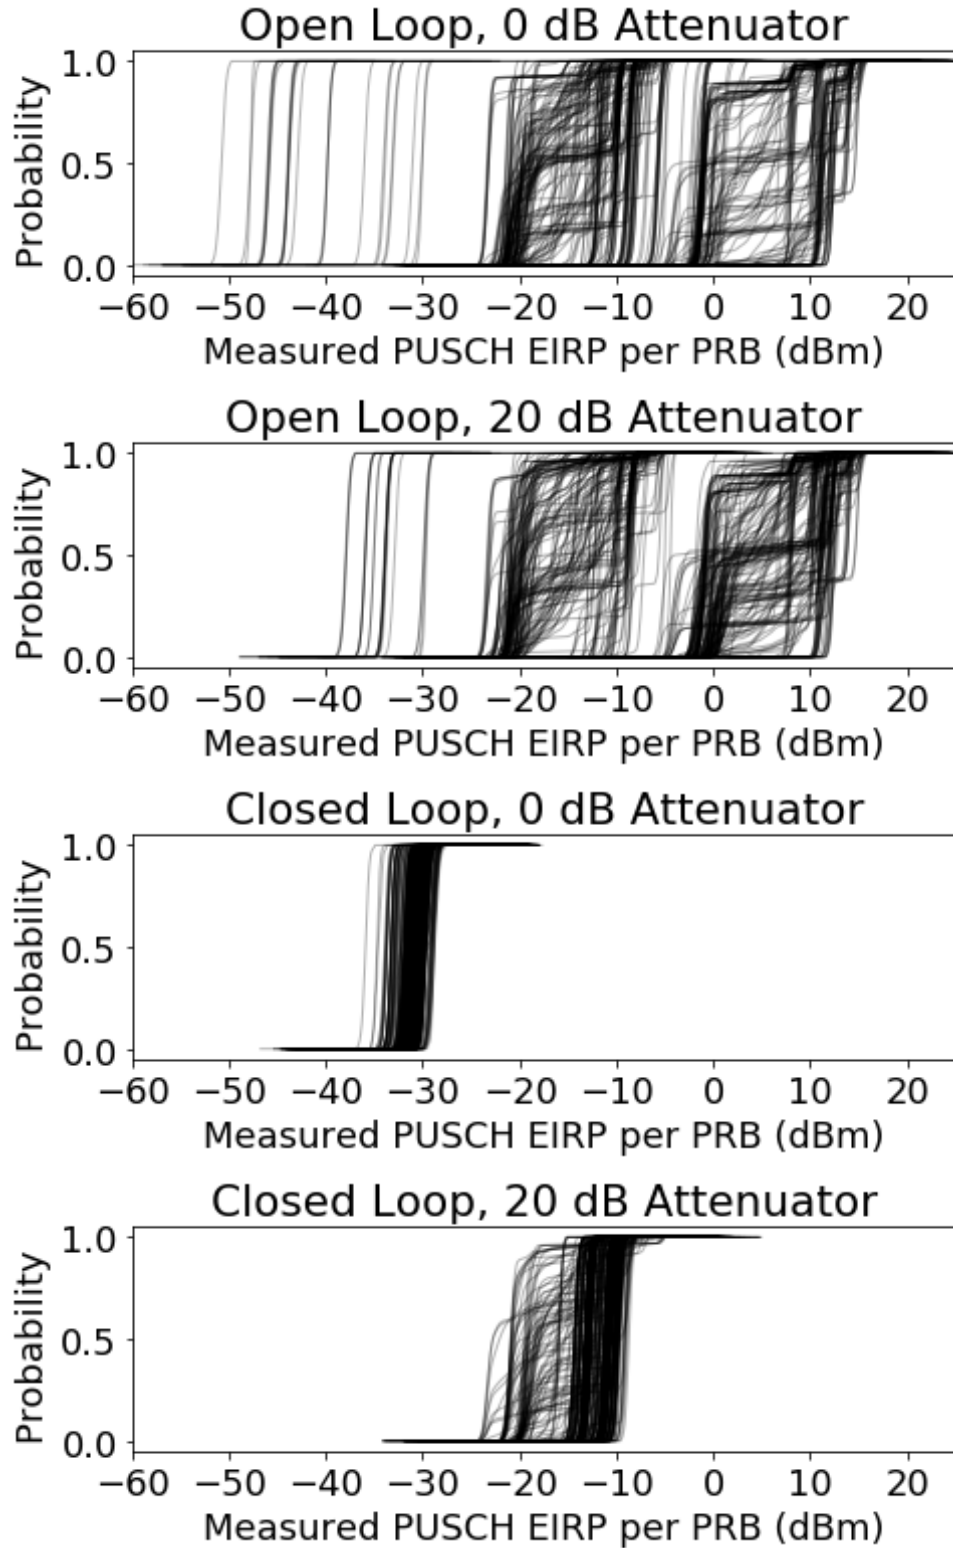 Open Loop, 0 dB Attenuator
1.0
0.5
0.0
Probability
−60 −50 −40 −30 −20 −10 0 10 20
Measured PUSCH EIRP per PRB (dBm)
Open Loop, 20 dB Attenuator
1.0
0.5
0.0
Probability
−60 −50 −40 −30 −20 −10 0 10 20
Measured PUSCH EIRP per PRB (dBm)
Closed Loop, 0 dB Attenuator
1.0
0.5
0.0
Probability
−60 −50 −40 −30 −20 −10 0 10 20
Measured PUSCH EIRP per PRB (dBm)
Closed Loop, 20 dB Attenuator
1.0
0.5
0.0
Probability
−60 −50 −40 −30 −20 −10 0 10 20
Measured PUSCH EIRP per PRB (dBm)